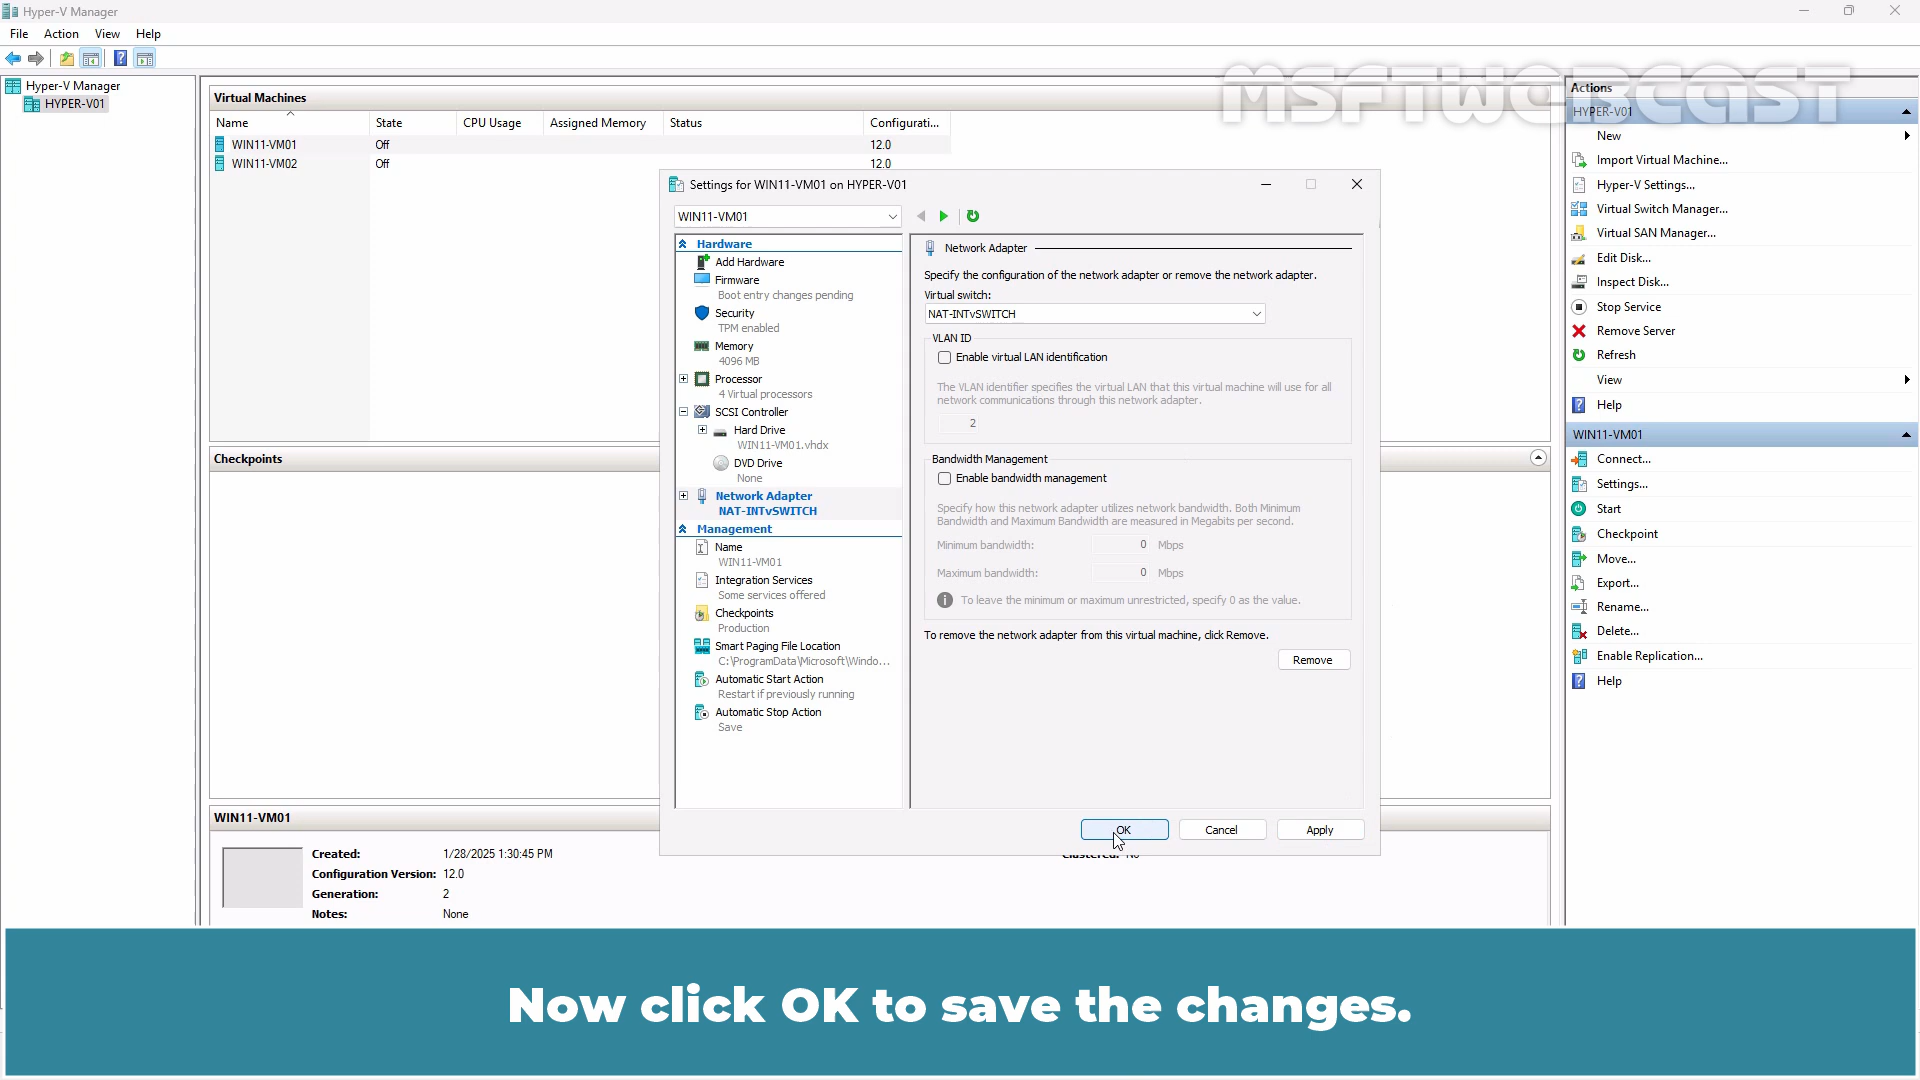 Hyper-V Manager
File Action View Help
Hyper-V Manager
HYPER-V01
Virtual Machines
Name State CPU Usage Assigned Memory Status Configurati...
WIN11-VM01 Off 12.0
WIN11-VM02 Off 12.0
Checkpoints
WIN11-VM01
Created: 1/28/2025 1:30:45 PM
Configuration Version: 12.0
Generation: 2
Notes: None
Clustered: No
Settings for WIN11-VM01 on HYPER-V01
WIN11-VM01
Hardware
Add Hardware
Firmware
Boot entry changes pending
Security
TPM enabled
Memory
4096 MB
Processor
4 Virtual processors
SCSI Controller
Hard Drive
WIN11-VM01.vhdx
DVD Drive
None
Network Adapter
NAT-INTvSWITCH
Management
Name
WIN11-VM01
Integration Services
Some services offered
Checkpoints
Production
Smart Paging File Location
C:\ProgramData\Microsoft\Windo...
Automatic Start Action
Restart if previously running
Automatic Stop Action
Save
Network Adapter
Specify the configuration of the network adapter or remove the network adapter.
Virtual switch:
NAT-INTvSWITCH
VLAN ID
Enable virtual LAN identification
The VLAN identifier specifies the virtual LAN that this virtual machine will use for all
network communications through this network adapter.
2
Bandwidth Management
Enable bandwidth management
Specify how this network adapter utilizes network bandwidth. Both Minimum
Bandwidth and Maximum Bandwidth are measured in Megabits per second.
Minimum bandwidth: 0 Mbps
Maximum bandwidth: 0 Mbps
To leave the minimum or maximum unrestricted, specify 0 as the value.
To remove the network adapter from this virtual machine, click Remove.
Remove
OK Cancel Apply
MSFTWEBCAST
Actions
HYPER-V01
New
Import Virtual Machine...
Hyper-V Settings...
Virtual Switch Manager...
Virtual SAN Manager...
Edit Disk...
Inspect Disk...
Stop Service
Remove Server
Refresh
View
Help
WIN11-VM01
Connect...
Settings...
Start
Checkpoint
Move...
Export...
Rename...
Delete...
Enable Replication...
Help
Now click OK to save the changes.